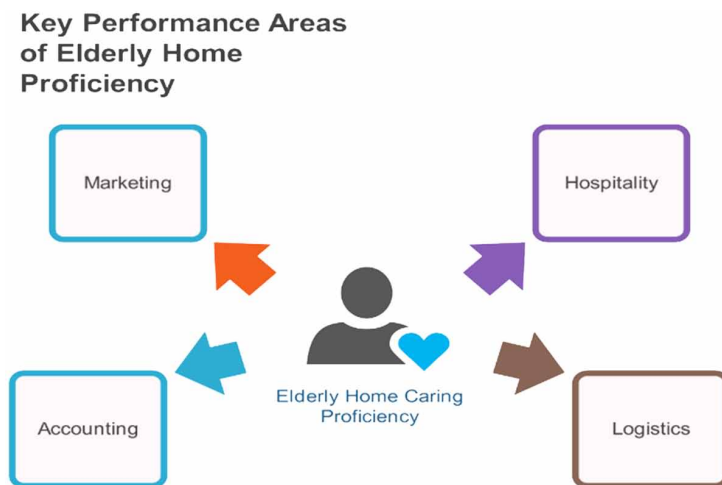 Key Performance Areas
of Elderly Home
Proficiency
Marketing
Hospitality
Elderly Home Caring
Proficiency
Accounting
Logistics